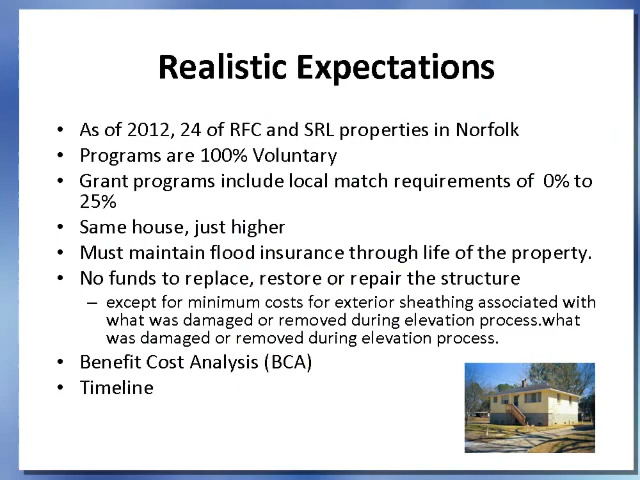 Realistic Expectations
• As of 2012, 24 of RFC and SRL properties in Norfolk
• Programs are 100% Voluntary
• Grant programs include local match requirements of  0% to
25%
• Same house, just higher
• Must maintain flood insurance through life of the property.
• No funds to replace, restore or repair the structure
– except for minimum costs for exterior sheathing associated with
what was damaged or removed during elevation process.what
was damaged or removed during elevation process.
• Benefit Cost Analysis (BCA)
• Timeline